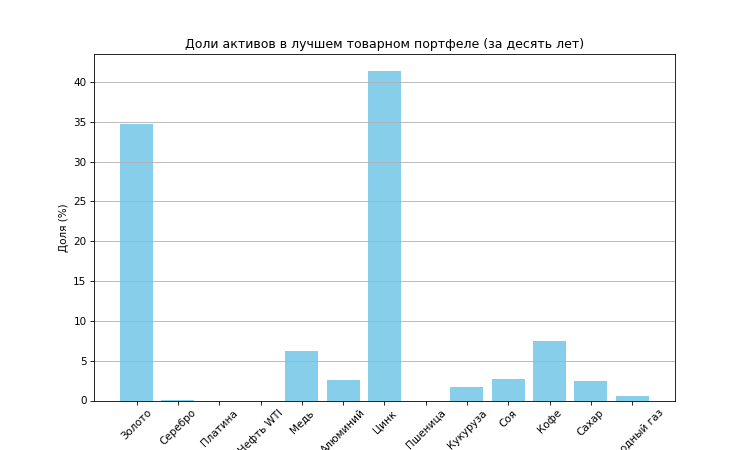 Доли активов в лучшем товарном портфеле (за десять лет)
Доля (%)
40
35
30
25
20
15
10
5
0
Золото
Серебро
Платина
Нефть WTI
Медь
Алюминий
Цинк
Пшеница
Кукуруза
Соя
Кофе
Сахар
газ